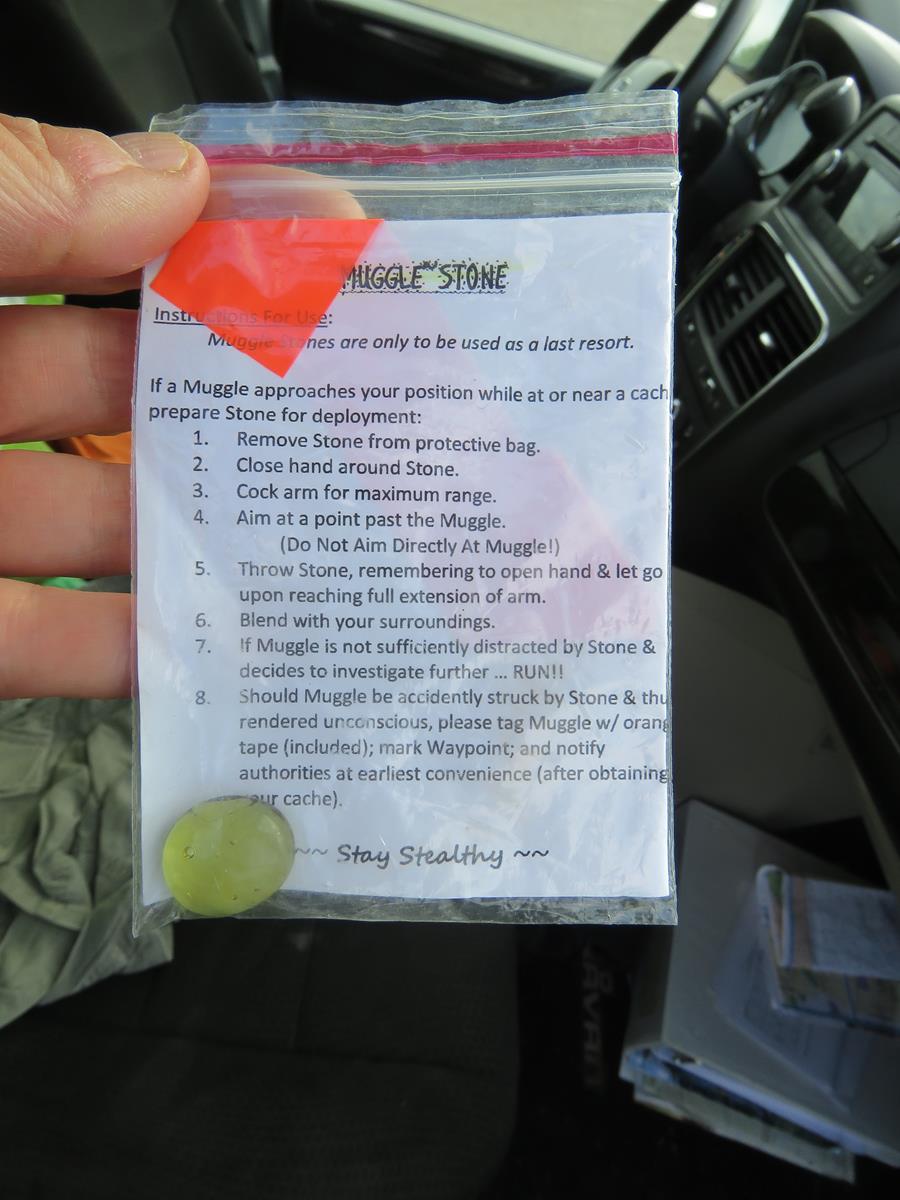 MUGGLE STONE
Instructions For Use:
Muggle Stones are only to be used as a last resort.
If a Muggle approaches your position while at or near a cach
prepare Stone for deployment:
1. Remove Stone from protective bag.
2. Close hand around Stone.
3. Cock arm for maximum range.
4. Aim at a point past the Muggle.
(Do Not Aim Directly At Muggle!)
5. Throw Stone, remembering to open hand & let go
upon reaching full extension of arm.
6. Blend with your surroundings.
7. If Muggle is not sufficiently distracted by Stone &
decides to investigate further ... RUN!!
8. Should Muggle be accidently struck by Stone & thu
rendered unconscious, please tag Muggle w/ orang
tape (included); mark Waypoint; and notify
authorities at earliest convenience (after obtaining
ur cache).
~~ Stay Stealthy ~~